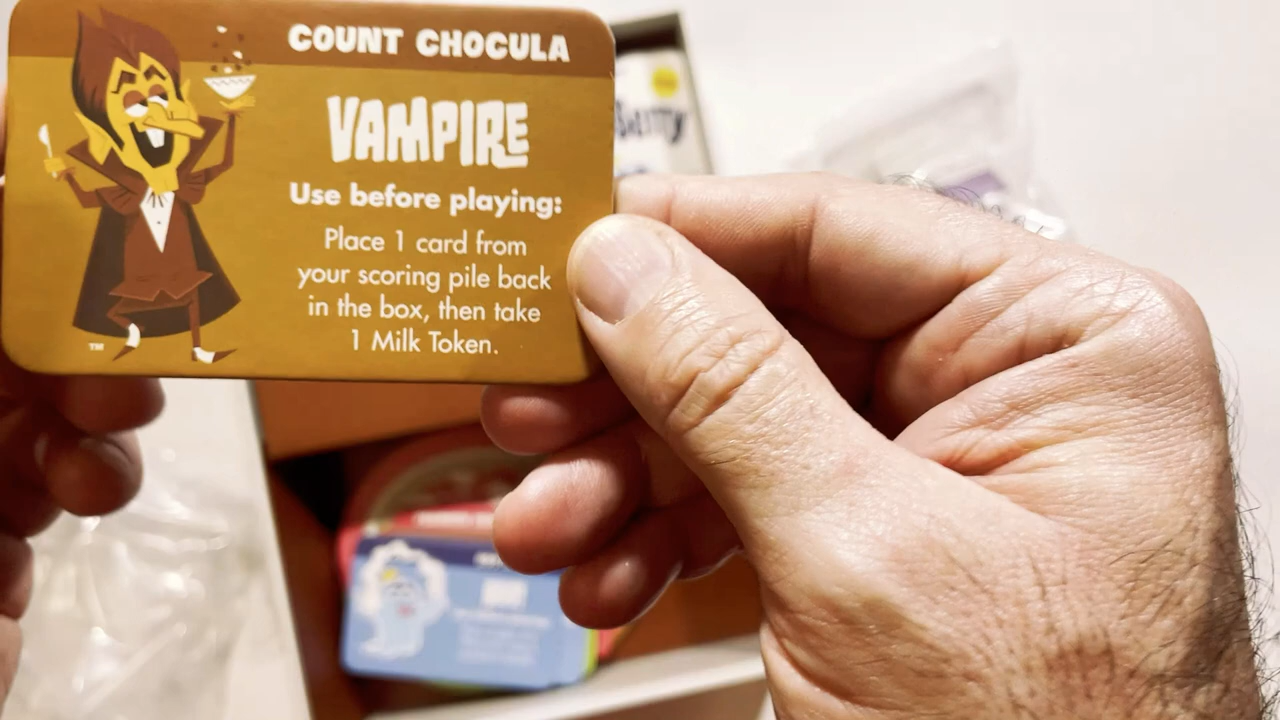 COUNT CHOCULA
VAMPIRE
Use before playing:
Place 1 card from
your scoring pile back
in the box, then take
1 Milk Token.
TM